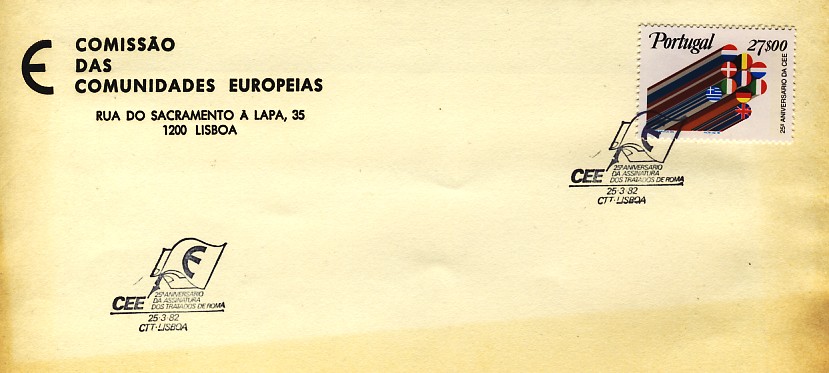 Є COMISSÃO
DAS
COMUNIDADES EUROPEIAS
RUA DO SACRAMENTO À LAPA, 35
1200 LISBOA
Portugal 27$00
25º ANIVERSÁRIO DA CEE
CEE
25º ANIVERSARIO
DA ASSINATURA
DOS TRATADOS DE ROMA
25·3·82
CTT·LISBOA
Є
CEE
25º ANIVERSARIO
DA ASSINATURA
DOS TRATADOS DE ROMA
25·3·82
CTT·LISBOA